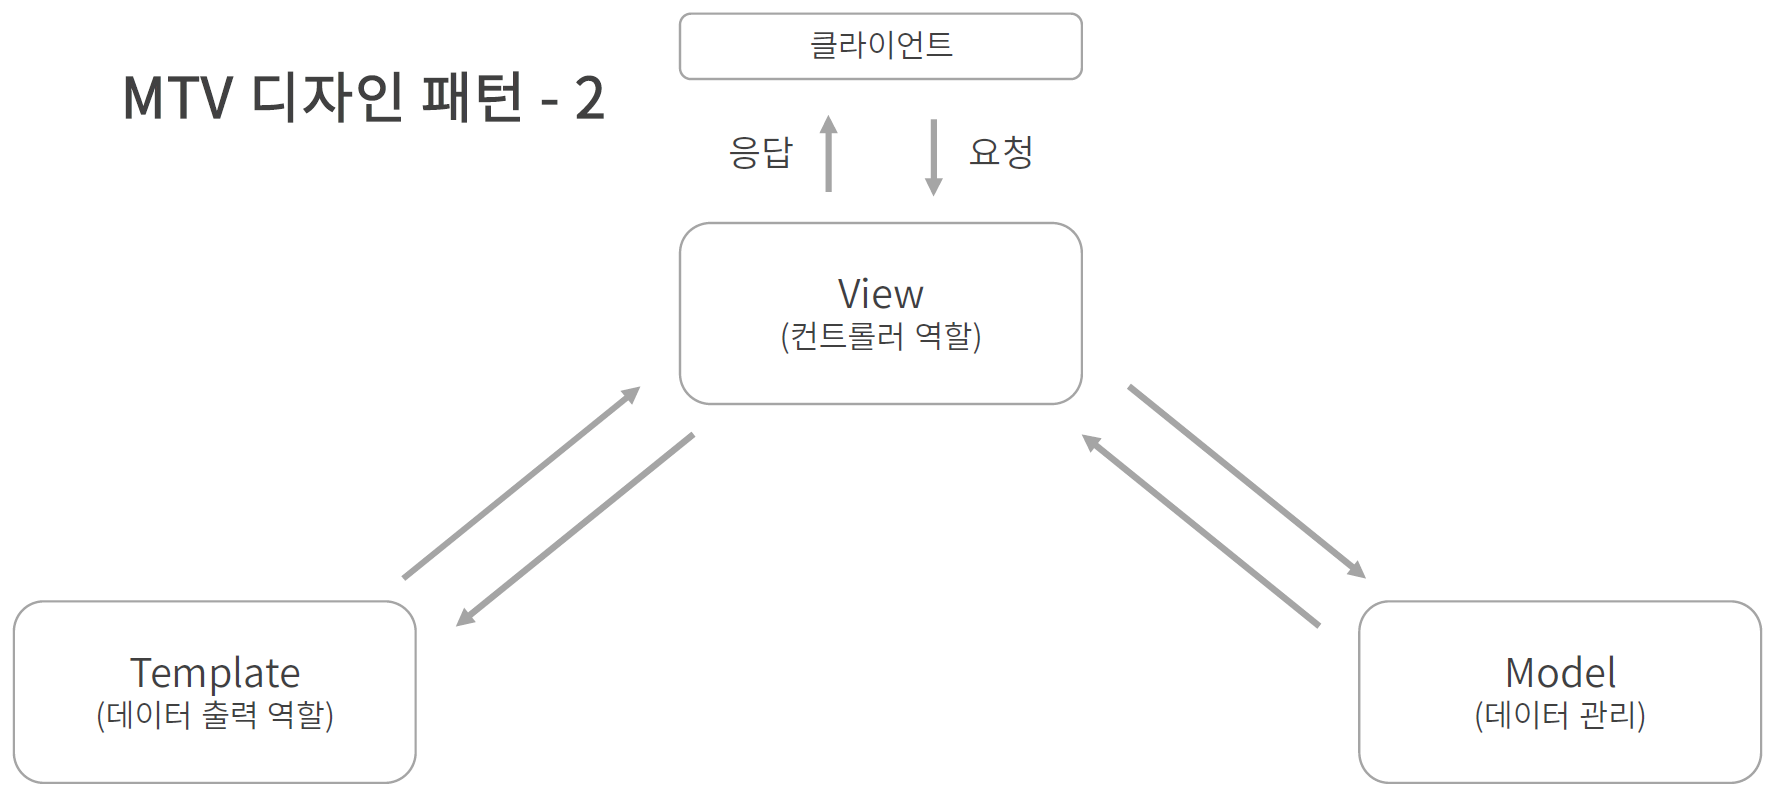 클라이언트
MTV 디자인 패턴 - 2
응답
요청
View
(컨트롤러 역할)
Template
(데이터 출력 역할)
Model
(데이터 관리)